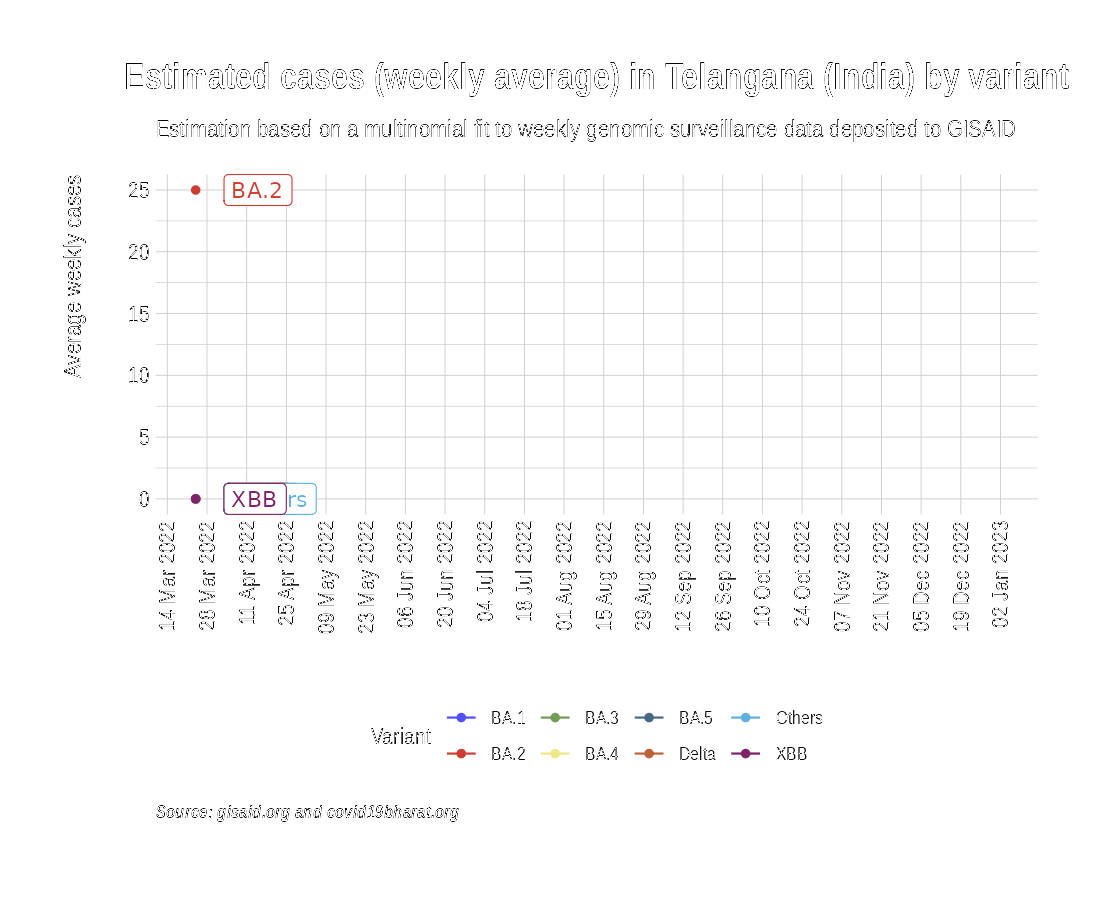 Estimated cases (weekly average) in Telangana (India) by variant
Estimation based on a multinomial fit to weekly genomic surveillance data deposited to GISAID
Average weekly cases
25
20
15
10
5
0
BA.2
XBB
rs
14 Mar 2022
28 Mar 2022
11 Apr 2022
25 Apr 2022
09 May 2022
23 May 2022
06 Jun 2022
20 Jun 2022
04 Jul 2022
18 Jul 2022
01 Aug 2022
15 Aug 2022
29 Aug 2022
12 Sep 2022
26 Sep 2022
10 Oct 2022
24 Oct 2022
07 Nov 2022
21 Nov 2022
05 Dec 2022
19 Dec 2022
02 Jan 2023
Variant
BA.1 BA.3 BA.5 Others
BA.2 BA.4 Delta XBB
Source: gisaid.org and covid19bharat.org